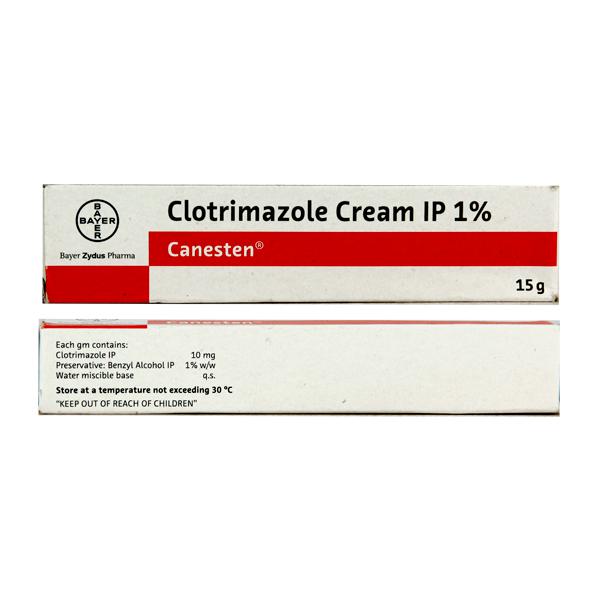 BAYER
BAYER
Bayer Zydus Pharma
Clotrimazole Cream IP 1%
Canesten®
15 g
Canesten®
Each gm contains:
Clotrimazole IP 10 mg
Preservative: Benzyl Alcohol IP 1% w/w
Water miscible base q.s.
Store at a temperature not exceeding 30 °C
"KEEP OUT OF REACH OF CHILDREN"